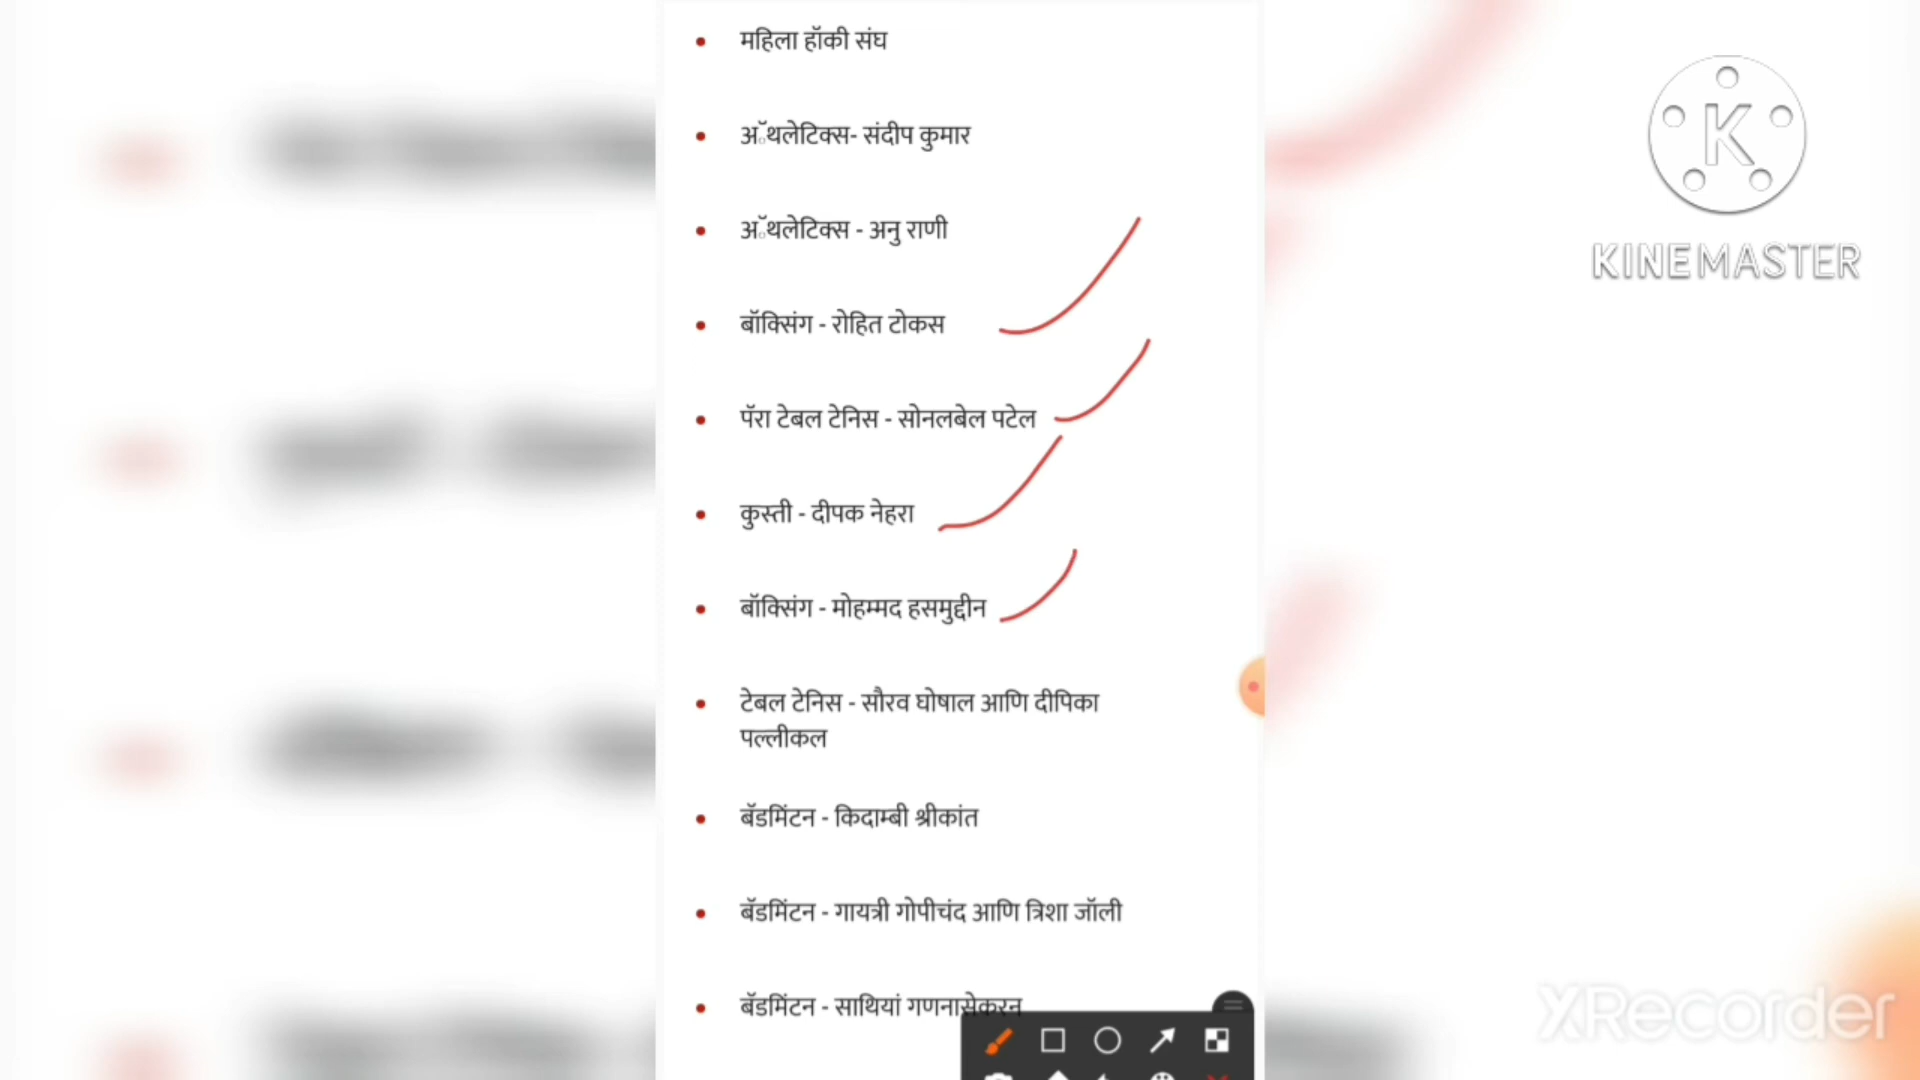 महिला हॉकी संघ
अॅथलेटिक्स- संदीप कुमार
अॅथलेटिक्स - अनु राणी
बॉक्सिंग - रोहित टोकस
पॅरा टेबल टेनिस - सोनलबेल पटेल
कुस्ती - दीपक नेहरा
बॉक्सिंग - मोहम्मद हसमुद्दीन
टेबल टेनिस - सौरव घोषाल आणि दीपिका
पल्लीकल
बॅडमिंटन - किदाम्बी श्रीकांत
बॅडमिंटन - गायत्री गोपीचंद आणि त्रिशा जॉली
बॅडमिंटन - साथियां गणनासेकरन
K
KINEMASTER
XRecorder